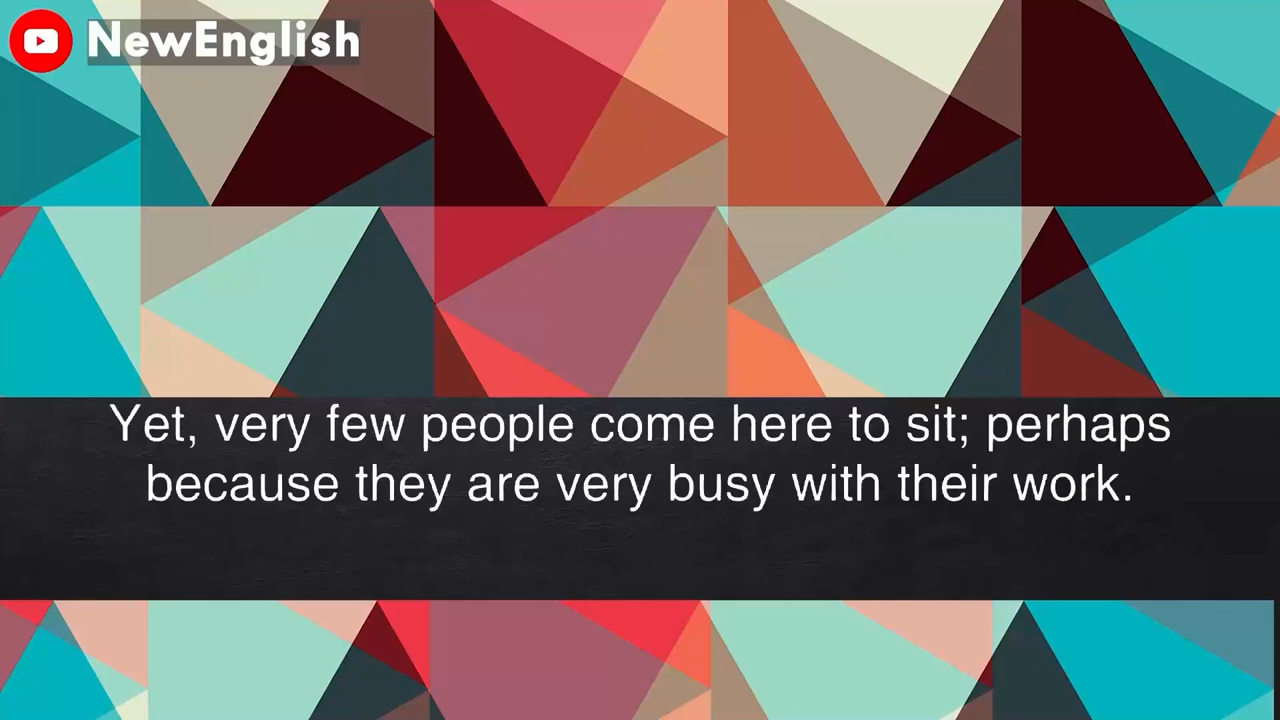 NewEnglish
Yet, very few people come here to sit; perhaps
because they are very busy with their work.